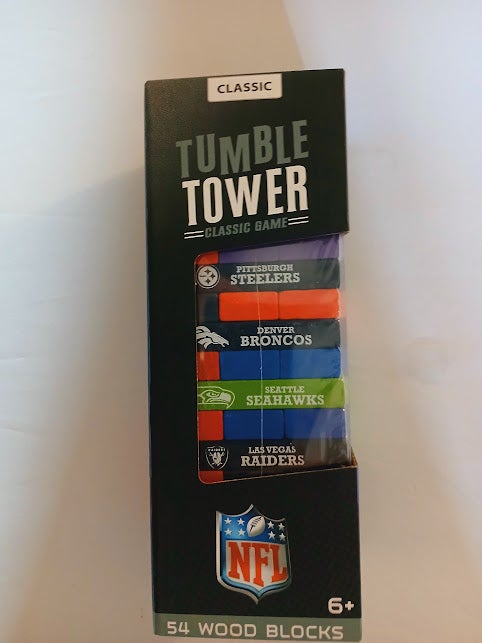 CLASSIC
TUMBLE
TOWER
CLASSIC GAME
PITTSBURGH
STEELERS
DENVER
BRONCOS
SEATTLE
SEAHAWKS
RAIDERS
LAS VEGAS
RAIDERS
NFL
6+
54 WOOD BLOCKS